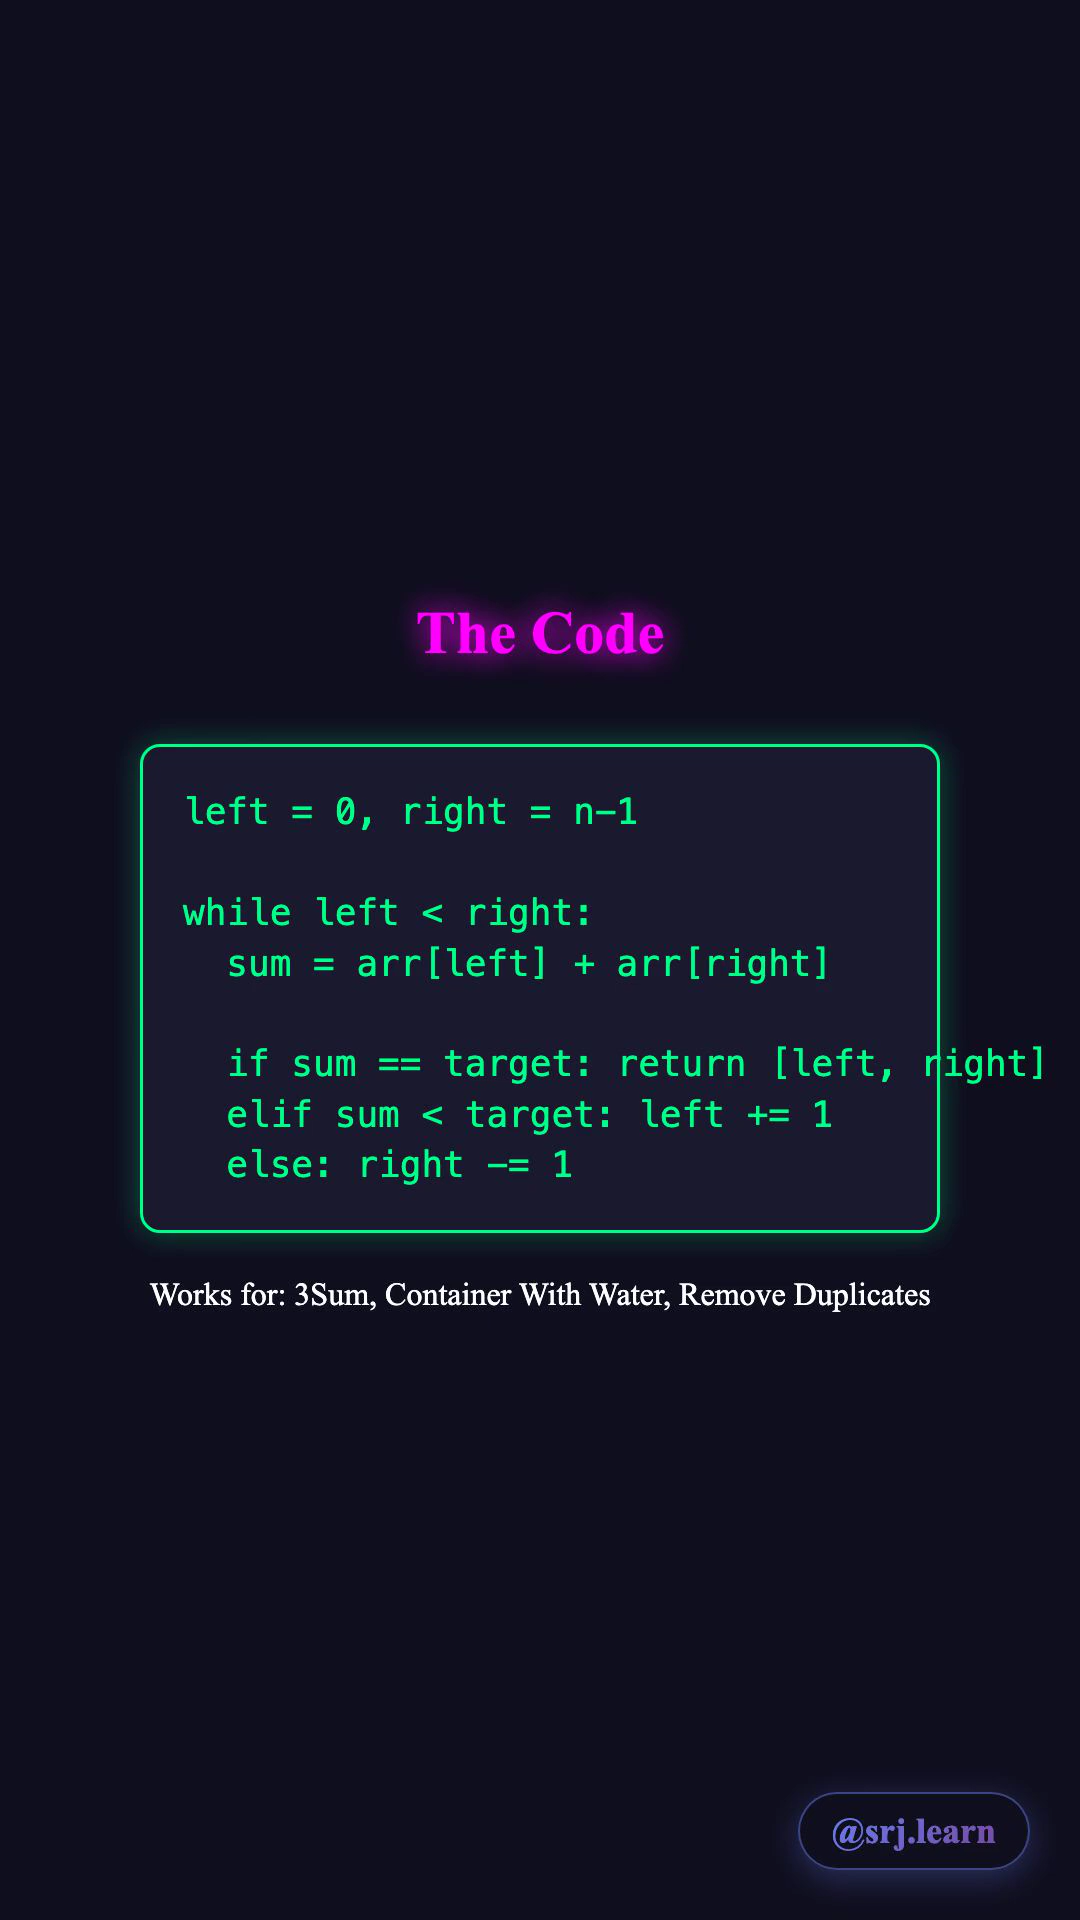 The Code
left = 0, right = n-1
while left < right:
sum = arr[left] + arr[right]
if sum == target: return [left, right]
elif sum < target: left += 1
else: right -= 1
Works for: 3Sum, Container With Water, Remove Duplicates
@srj.learn